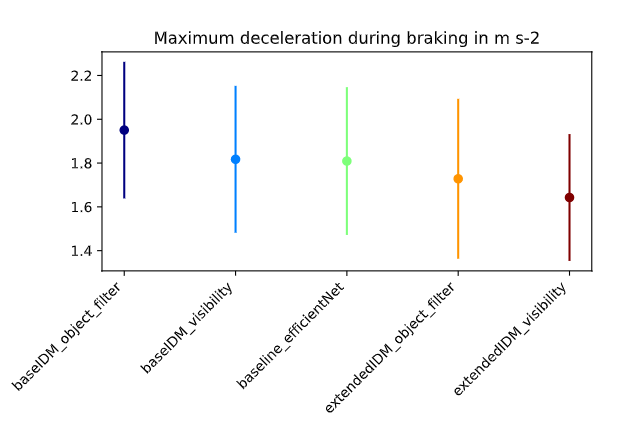 Maximum deceleration during braking in m s-2
2.2
2.0
1.8
1.6
1.4
baseIDM_object_filter
baseIDM_visibility
baseline_efficientNet
extendedIDM_object_filter
extendedIDM_visibility